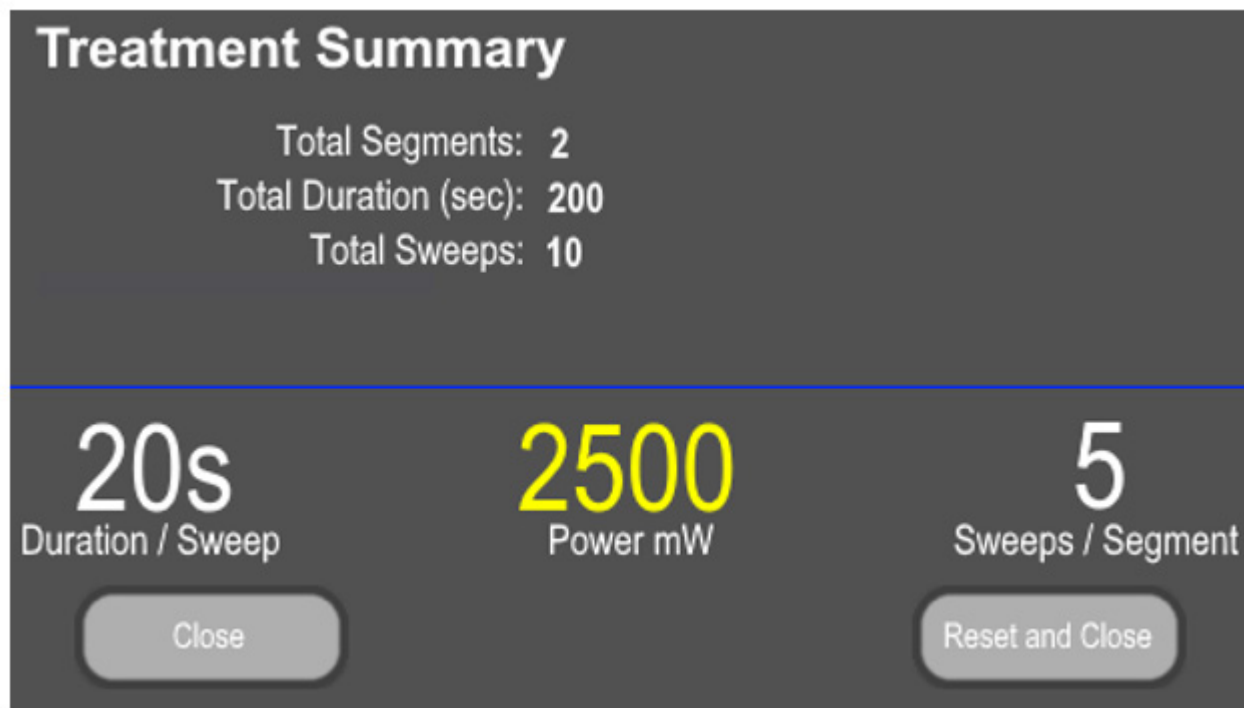 Treatment Summary
Total Segments: 2
Total Duration (sec): 200
Total Sweeps: 10
20s
Duration / Sweep
2500
Power mW
5
Sweeps / Segment
Close
Reset and Close